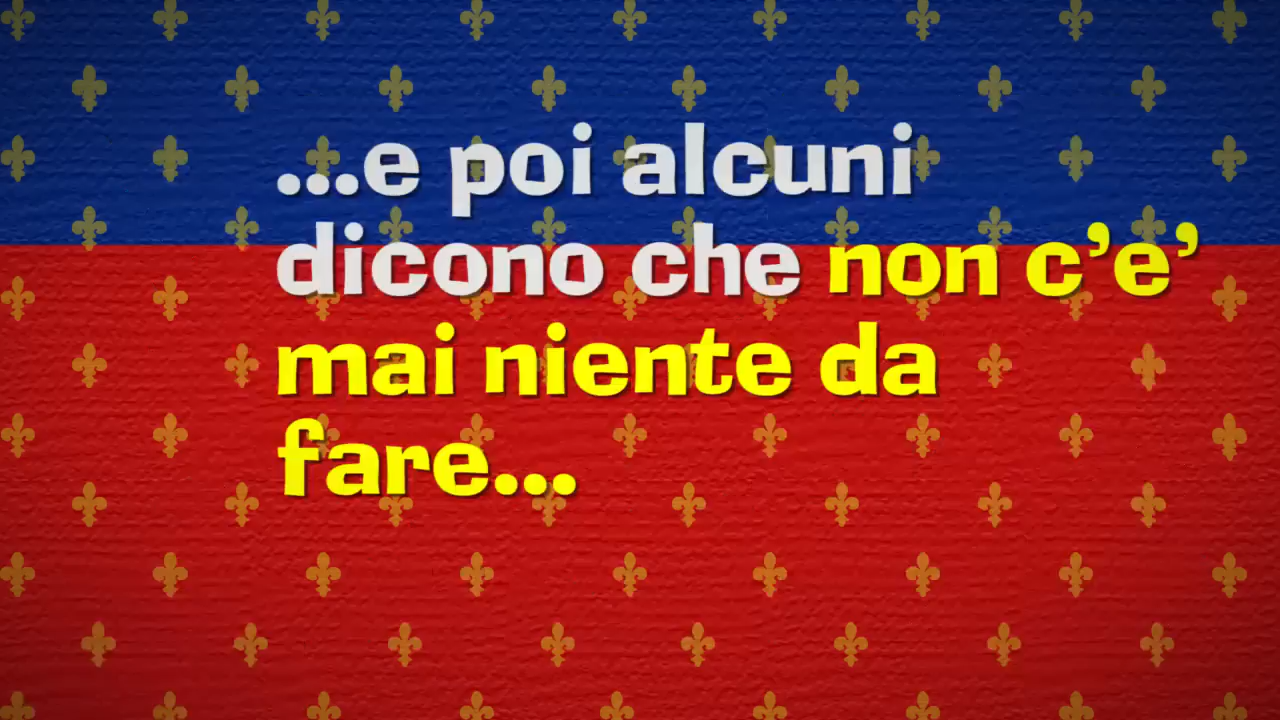 ...e poi alcuni
dicono che non c’e’
mai niente da
fare...